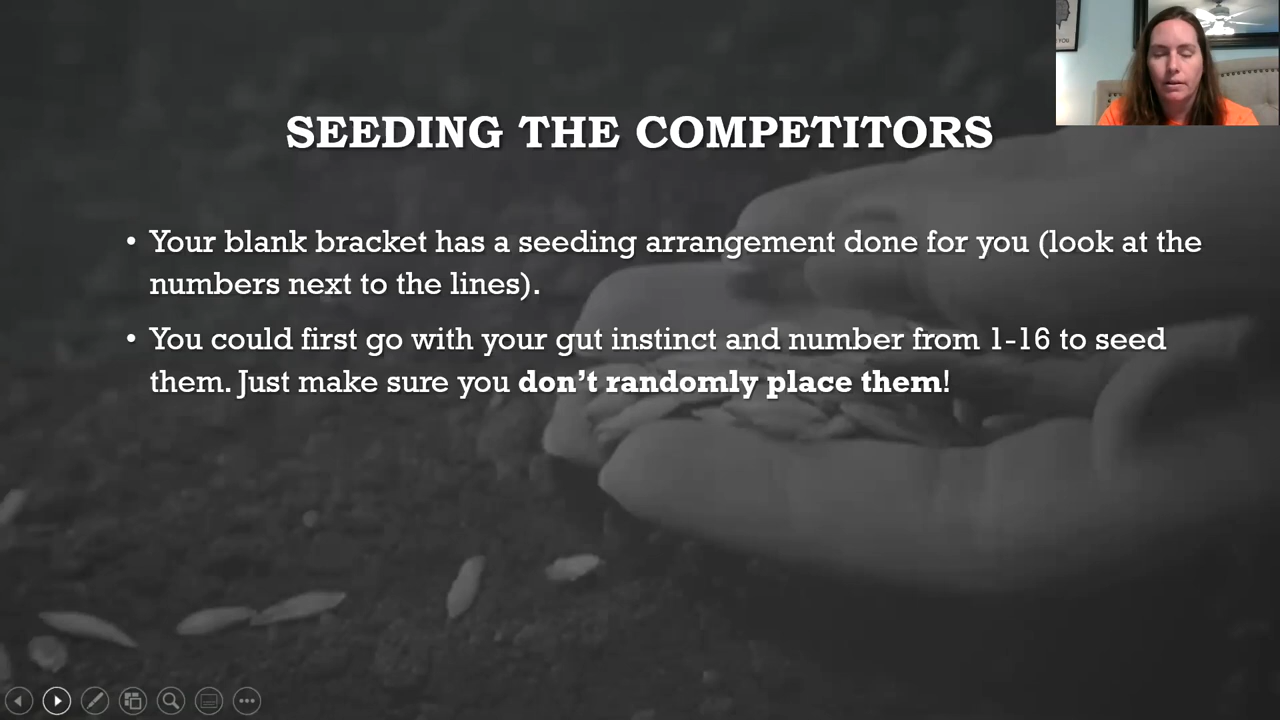 SEEDING THE COMPETITORS
• Your blank bracket has a seeding arrangement done for you (look at the
numbers next to the lines).
• You could first go with your gut instinct and number from 1-16 to seed
them. Just make sure you don’t randomly place them!
YOU